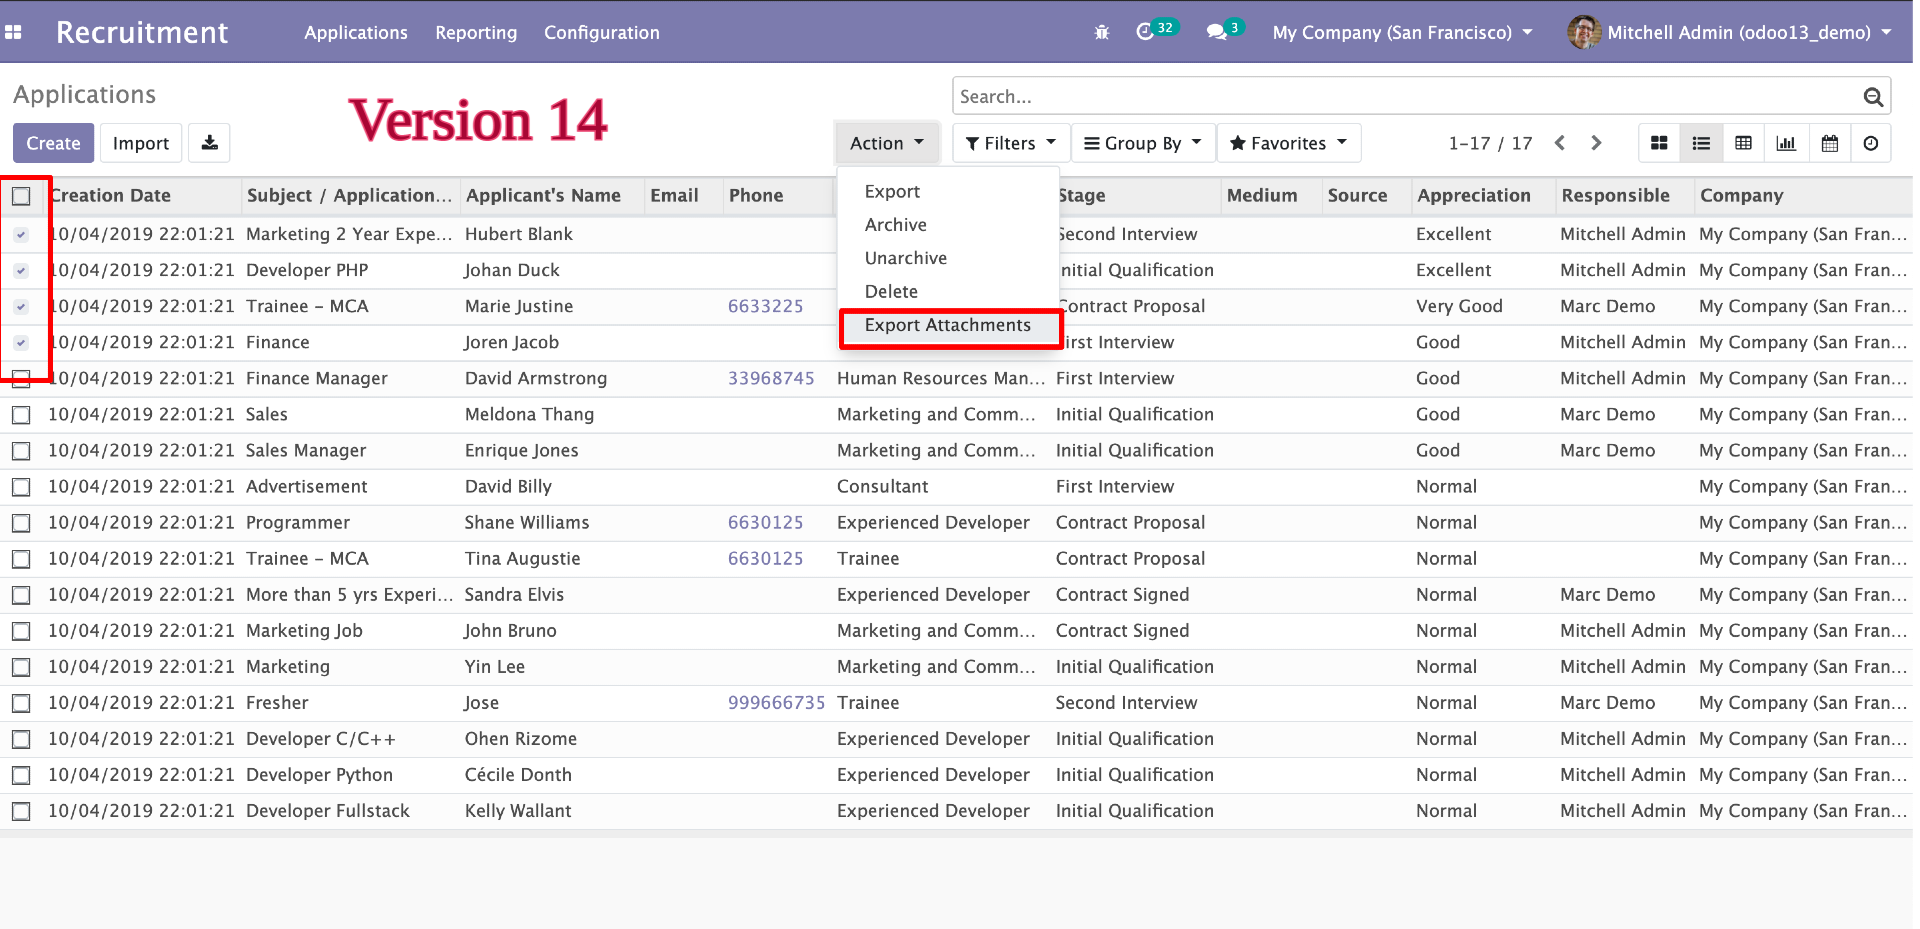 Recruitment Applications Reporting Configuration 32 3 My Company (San Francisco) Mitchell Admin (odoo13_demo)
Applications Version 14 Search...
Create Import Action Filters Group By Favorites 1-17 / 17
Creation Date Subject / Application... Applicant's Name Email Phone Stage Medium Source Appreciation Responsible Company
Export
Archive
Unarchive
Delete
Export Attachments
10/04/2019 22:01:21 Marketing 2 Year Expe... Hubert Blank Second Interview Excellent Mitchell Admin My Company (San Fran...
10/04/2019 22:01:21 Developer PHP Johan Duck Initial Qualification Excellent Mitchell Admin My Company (San Fran...
10/04/2019 22:01:21 Trainee - MCA Marie Justine 6633225 Contract Proposal Very Good Marc Demo My Company (San Fran...
10/04/2019 22:01:21 Finance Joren Jacob First Interview Good Mitchell Admin My Company (San Fran...
10/04/2019 22:01:21 Finance Manager David Armstrong 33968745 Human Resources Man... First Interview Good Mitchell Admin My Company (San Fran...
10/04/2019 22:01:21 Sales Meldona Thang Marketing and Comm... Initial Qualification Good Marc Demo My Company (San Fran...
10/04/2019 22:01:21 Sales Manager Enrique Jones Marketing and Comm... Initial Qualification Good Marc Demo My Company (San Fran...
10/04/2019 22:01:21 Advertisement David Billy Consultant First Interview Normal My Company (San Fran...
10/04/2019 22:01:21 Programmer Shane Williams 6630125 Experienced Developer Contract Proposal Normal My Company (San Fran...
10/04/2019 22:01:21 Trainee - MCA Tina Augustie 6630125 Trainee Contract Proposal Normal My Company (San Fran...
10/04/2019 22:01:21 More than 5 yrs Experi... Sandra Elvis Experienced Developer Contract Signed Normal Marc Demo My Company (San Fran...
10/04/2019 22:01:21 Marketing Job John Bruno Marketing and Comm... Contract Signed Normal Mitchell Admin My Company (San Fran...
10/04/2019 22:01:21 Marketing Yin Lee Marketing and Comm... Initial Qualification Normal Mitchell Admin My Company (San Fran...
10/04/2019 22:01:21 Fresher Jose 999666735 Trainee Second Interview Normal Marc Demo My Company (San Fran...
10/04/2019 22:01:21 Developer C/C++ Ohen Rizome Experienced Developer Initial Qualification Normal Mitchell Admin My Company (San Fran...
10/04/2019 22:01:21 Developer Python Cécile Donth Experienced Developer Initial Qualification Normal Mitchell Admin My Company (San Fran...
10/04/2019 22:01:21 Developer Fullstack Kelly Wallant Experienced Developer Initial Qualification Normal Mitchell Admin My Company (San Fran...